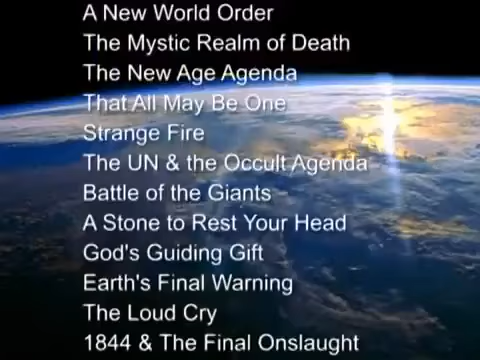 A New World Order
The Mystic Realm of Death
The New Age Agenda
That All May Be One
Strange Fire
The UN & the Occult Agenda
Battle of the Giants
A Stone to Rest Your Head
God's Guiding Gift
Earth's Final Warning
The Loud Cry
1844 & The Final Onslaught